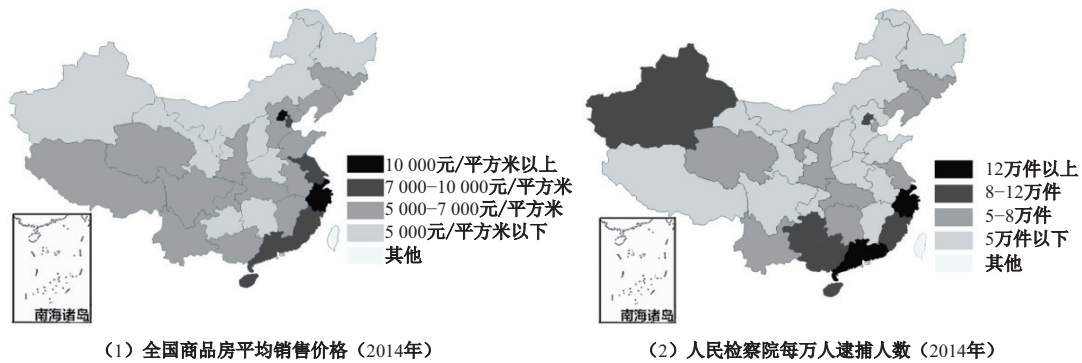 10 000元/平方米以上
7 000-10 000元/平方米
5 000-7 000元/平方米
5 000元/平方米以下
其他
南海诸岛
（1）全国商品房平均销售价格（2014年）
12万件以上
8-12万件
5-8万件
5万件以下
其他
南海诸岛
（2）人民检察院每万人逮捕人数（2014年）